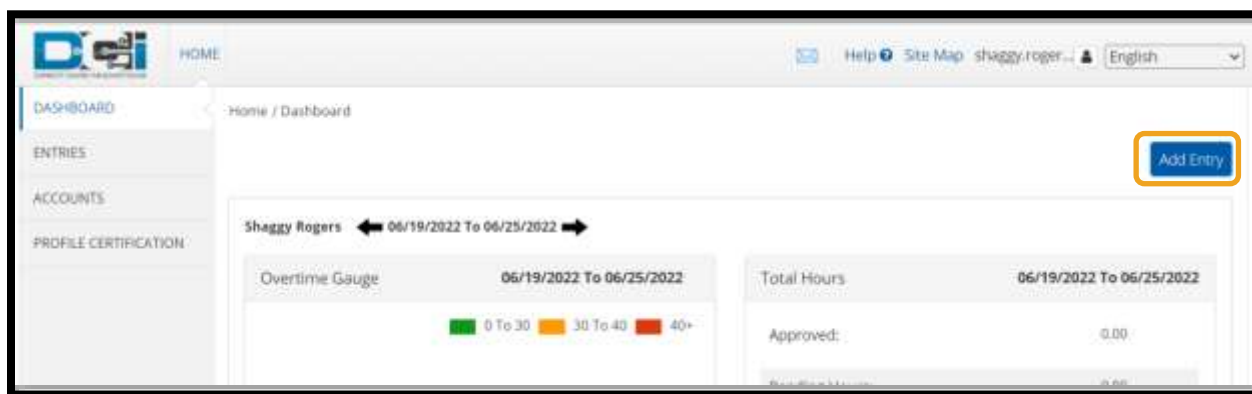 Dci HOME Help Site Map shaggy.roger... English
DASHBOARD Home / Dashboard
ENTRIES
Add Entry
ACCOUNTS
Shaggy Rogers 06/19/2022 To 06/25/2022
PROFILE CERTIFICATION
Overtime Gauge 06/19/2022 To 06/25/2022
Total Hours 06/19/2022 To 06/25/2022
0 To 30 30 To 40 40+
Approved: 0.00